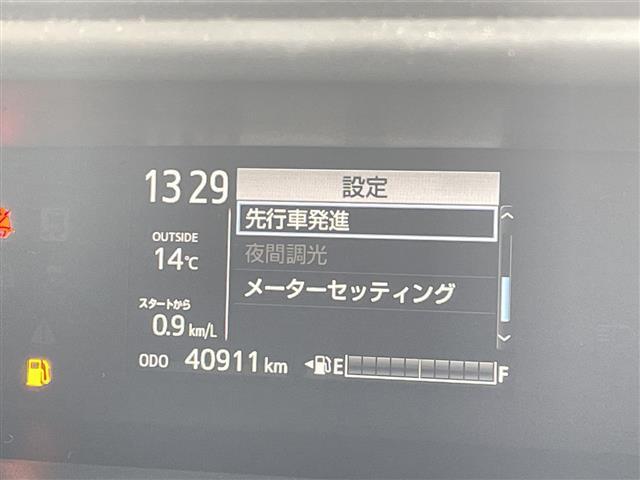 13 29
設定
先行車発進
OUTSIDE
14℃
夜間調光
メーターセッティング
スタートから
0.9 km/L
ODO 40911 km
E F